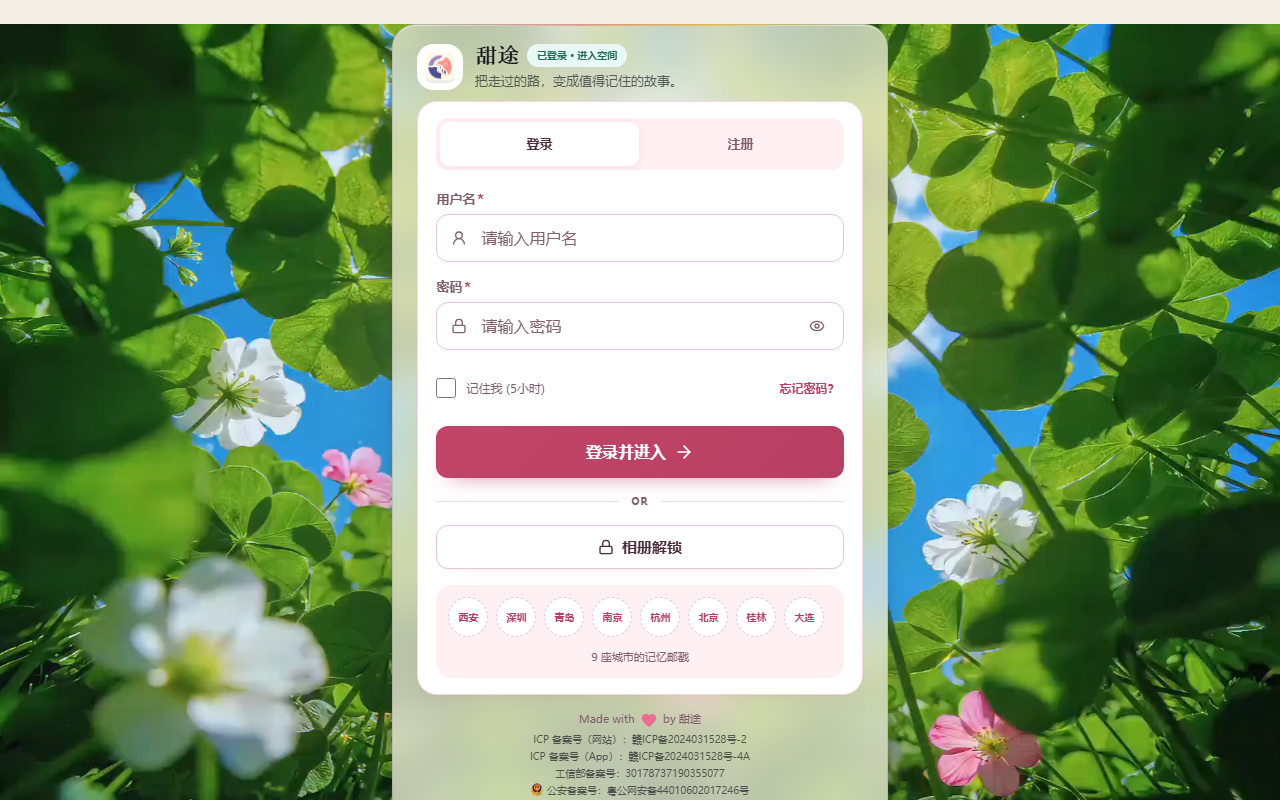 甜途 已登录 • 进入空间
把走过的路，变成值得记住的故事。
登录 注册
用户名*
请输入用户名
密码*
请输入密码
记住我 (5小时) 忘记密码?
登录并进入 →
OR
相册解锁
西安 深圳 青岛 南京 杭州 北京 桂林 大连
9 座城市的记忆邮戳
Made with by 甜途
ICP 备案号（网站）：赣ICP备2024031528号-2
ICP 备案号（App）：赣ICP备2024031528号-4A
工信部备案号：30178737190355077
公安备案号：粤公网安备44010602017246号